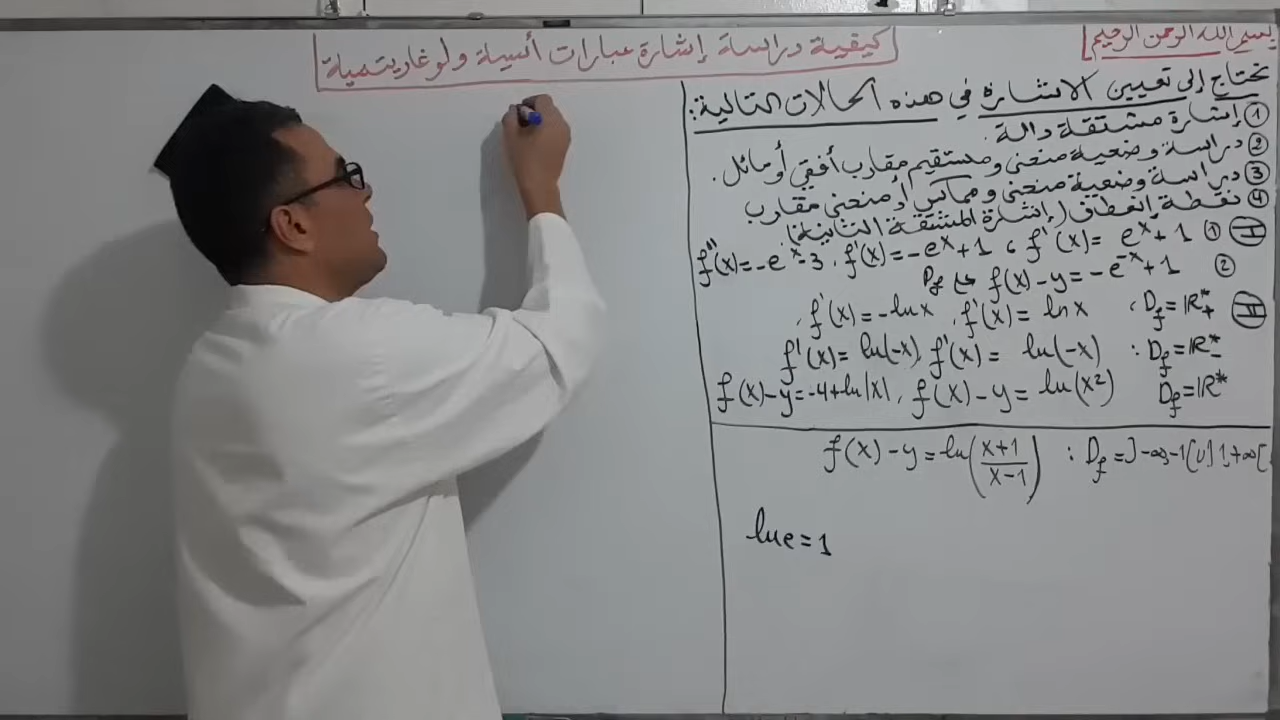 بسم الله الرحمن الرحيم
كيفية دراسة إشارة عبارات أسية ولوغاريتمية
نحتاج إلى تعيين الاشارة في هذه الحالات التالية:
① إشارة مشتقة دالة.
② دراسة وضعية منحنى ومستقيم مقارب أفقي أو مائل.
③ دراسة وضعية منحنى ومماس أو منحنى مقارب
④ نقطة إنعطاف (إشارة المشتقة الثانية)
I ① f'(x) = e^x + 1 ، f'(x) = -e^x + 1 . f''(x) = -e^x - 3
② f(x) - y = -e^{-x} + 1
II D_f = ℝ*₊ ، f'(x) = ln x . f'(x) = -ln x .
D_f = ℝ*₋ : f'(x) = ln(-x) . f'(x) = ln(-x)
D_f = ℝ* f(x) - y = ln(x²) . f(x) - y = -4 + ln|x|
D_f = ]-∞,-1[ ∪ ]1,+∞[ : f(x) - y = ln((x+1)/(x-1))
ln e = 1